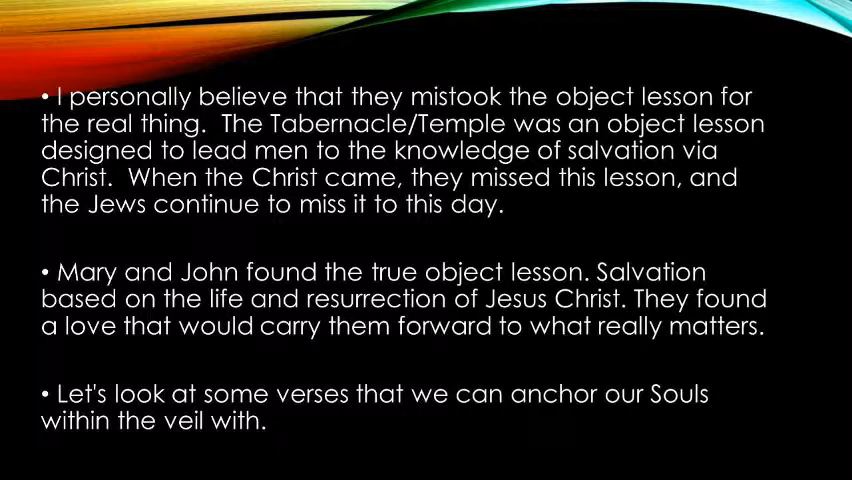 • I personally believe that they mistook the object lesson for
the real thing.  The Tabernacle/Temple was an object lesson
designed to lead men to the knowledge of salvation via
Christ.  When the Christ came, they missed this lesson, and
the Jews continue to miss it to this day.
• Mary and John found the true object lesson. Salvation
based on the life and resurrection of Jesus Christ. They found
a love that would carry them forward to what really matters.
• Let's look at some verses that we can anchor our Souls
within the veil with.